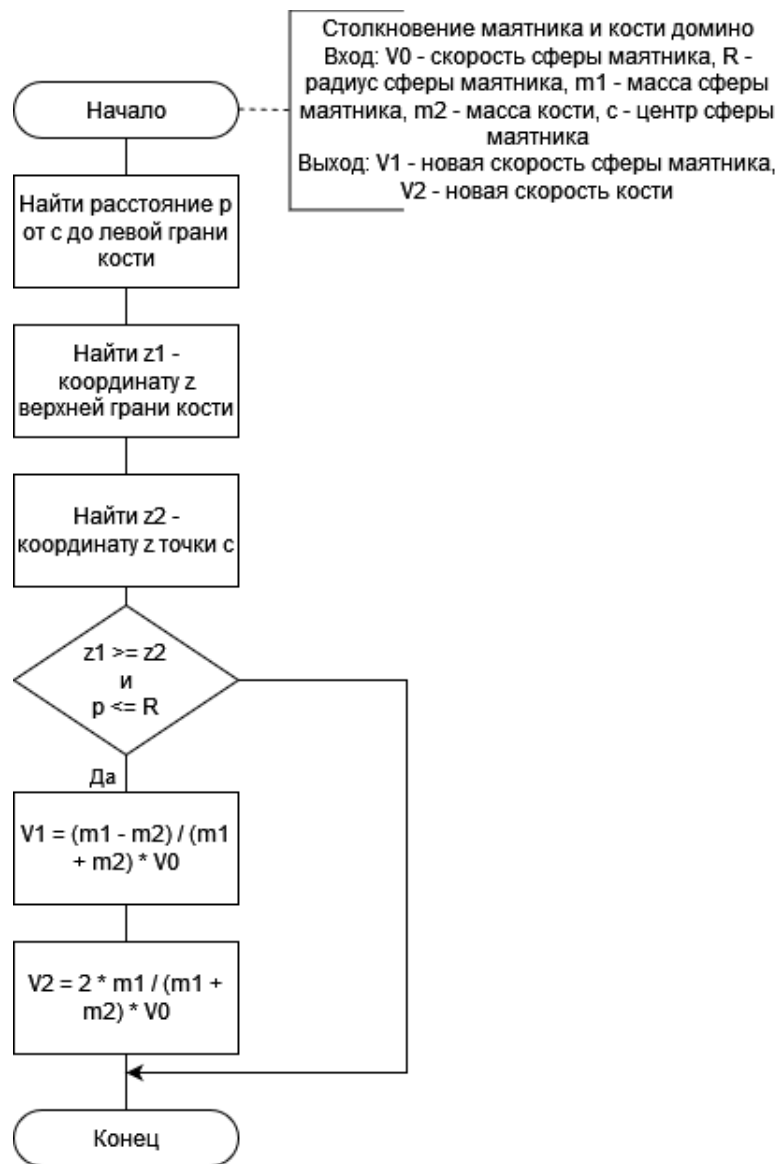 Столкновение маятника и кости домино
Вход: V0 - скорость сферы маятника, R -
радиус сферы маятника, m1 - масса сферы
маятника, m2 - масса кости, c - центр сферы
маятника
Выход: V1 - новая скорость сферы маятника,
V2 - новая скорость кости
Начало
Найти расстояние p
от c до левой грани
кости
Найти z1 -
координату z
верхней грани кости
Найти z2 -
координату z точки c
z1 >= z2
и
p <= R
Да
V1 = (m1 - m2) / (m1
+ m2) * V0
V2 = 2 * m1 / (m1 +
m2) * V0
Конец